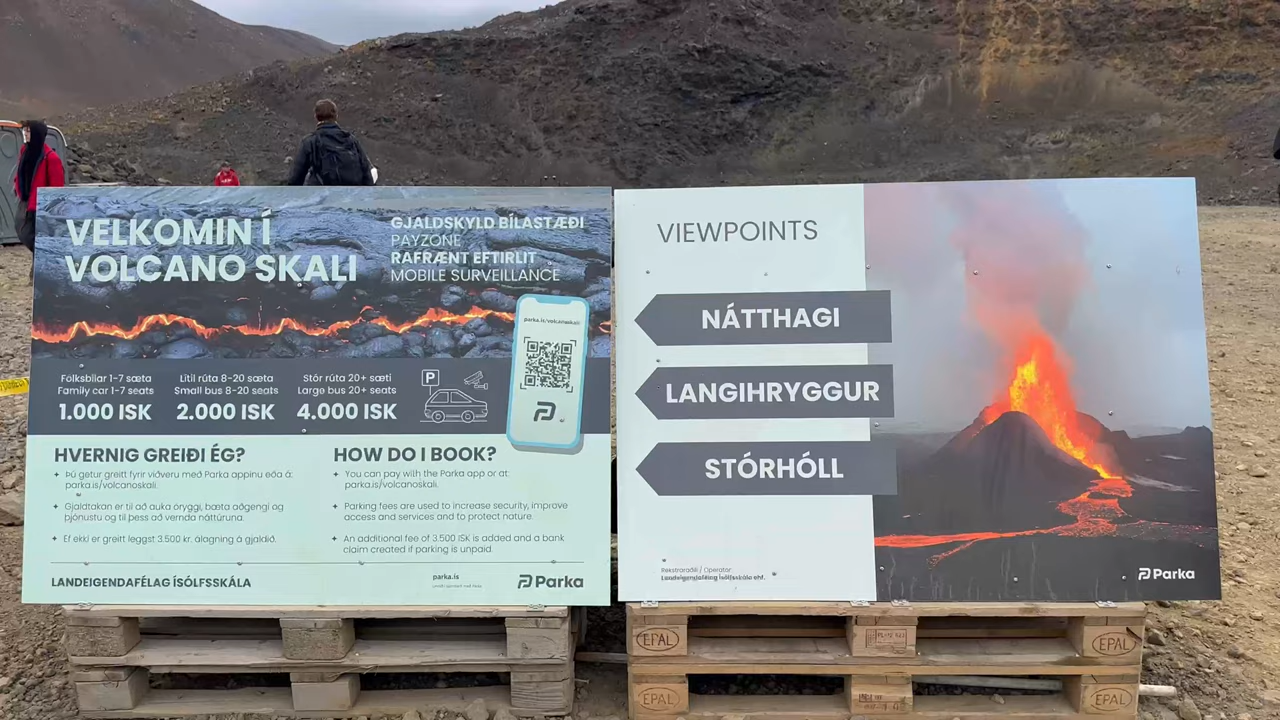 VELKOMIN Í
VOLCANO SKALI
GJALDSKYLD BÍLASTÆÐI
PAYZONE
RAFRÆNT EFTIRLIT
MOBILE SURVEILLANCE
parka.is/volcanoskali
Fólksbílar 1-7 sæta
Family car 1-7 seats
1.000 ISK
Lítil rúta 8-20 sæta
Small bus 8-20 seats
2.000 ISK
Stór rúta 20+ sæti
Large bus 20+ seats
4.000 ISK
P
HVERNIG GREIÐI ÉG?
Þú getur greitt fyrir viðveru með Parka appinu eða á:
parka.is/volcanoskali.
Gjaldtakan er til að auka öryggi, bæta aðgengi og
þjónustu og til þess að vernda náttúruna.
Ef ekki er greitt leggst 3.500 kr. álagning á gjaldið.
HOW DO I BOOK?
You can pay with the Parka app or at:
parka.is/volcanoskali.
Parking fees are used to increase security, improve
access and services and to protect nature.
An additional fee of 3.500 ISK is added and a bank
claim created if parking is unpaid.
LANDEIGENDAFÉLAG ÍSÓLFSSKÁLA
parka.is
Parka
VIEWPOINTS
NÁTTHAGI
LANGIHRYGGUR
STÓRHÓLL
Rekstraraðili / Operator
Landeigendafélag Ísólfsskála ehf.
Parka
EPAL
EPAL
EPAL
EPAL